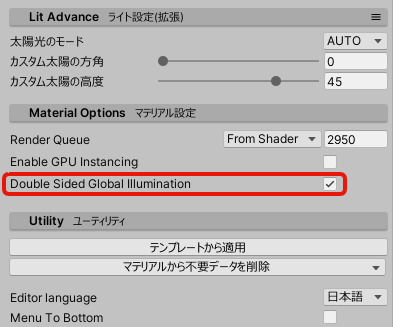 Lit Advance ライト設定(拡張)
太陽光のモード AUTO
カスタム太陽の方角 0
カスタム太陽の高度 45
Material Options マテリアル設定
Render Queue From Shader 2950
Enable GPU Instancing
Double Sided Global Illumination
Utility ユーティリティ
テンプレートから適用
マテリアルから不要データを削除
Editor language 日本語
Menu To Bottom